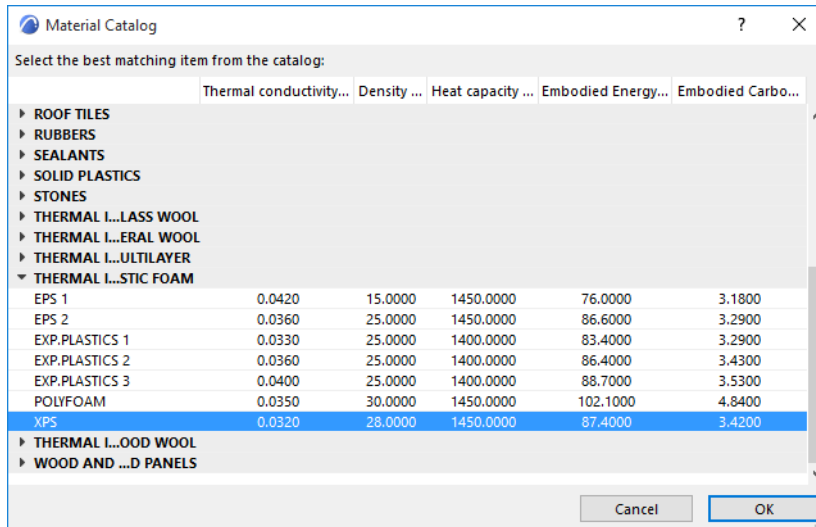 Material Catalog ? ×
Select the best matching item from the catalog:
Thermal conductivity... Density ... Heat capacity ... Embodied Energy... Embodied Carbo...
ROOF TILES
RUBBERS
SEALANTS
SOLID PLASTICS
STONES
THERMAL I...LASS WOOL
THERMAL I...ERAL WOOL
THERMAL I...ULTILAYER
THERMAL I...STIC FOAM
EPS 1 0.0420 15.0000 1450.0000 76.0000 3.1800
EPS 2 0.0360 25.0000 1450.0000 86.6000 3.2900
EXP.PLASTICS 1 0.0330 25.0000 1400.0000 83.4000 3.2900
EXP.PLASTICS 2 0.0360 25.0000 1400.0000 86.4000 3.4300
EXP.PLASTICS 3 0.0400 25.0000 1400.0000 88.7000 3.5300
POLYFOAM 0.0350 30.0000 1450.0000 102.1000 4.8400
XPS 0.0320 28.0000 1450.0000 87.4000 3.4200
THERMAL I...OOD WOOL
WOOD AND ...D PANELS
Cancel OK